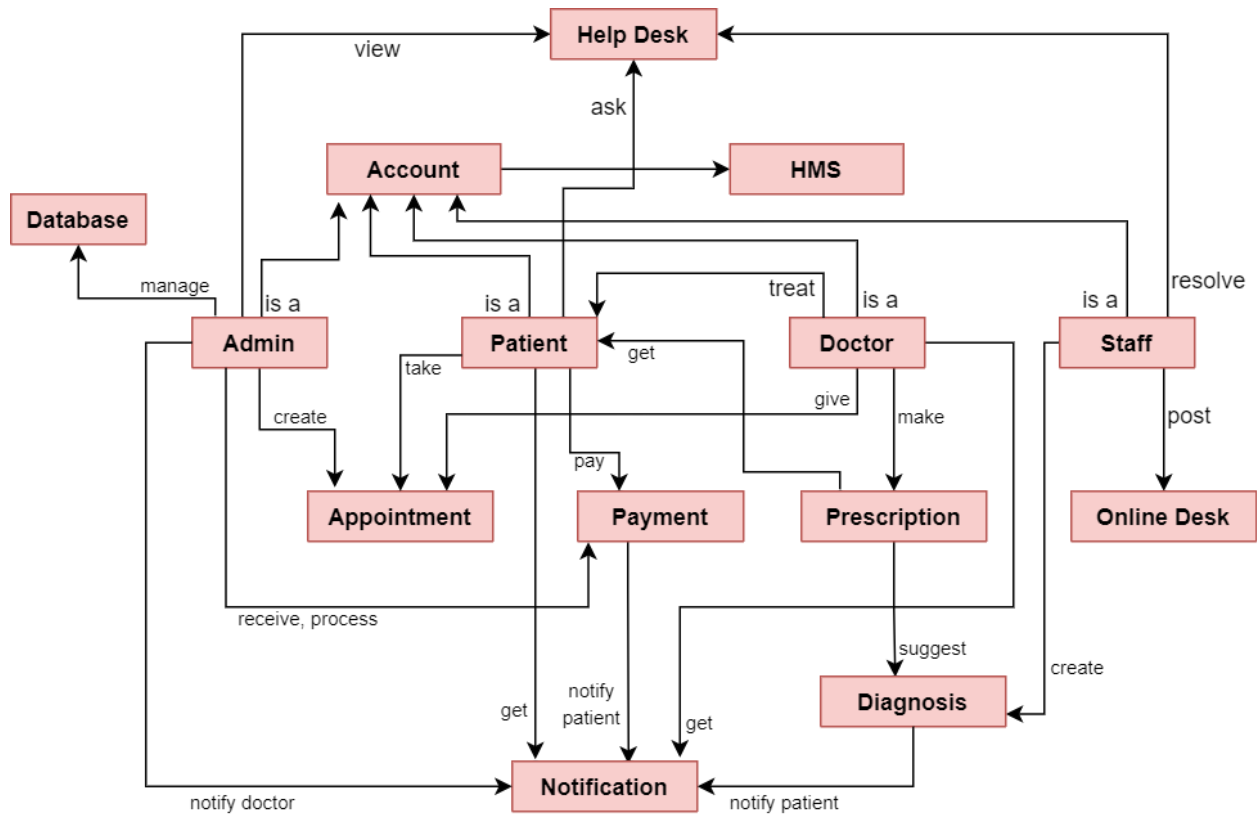 Help Desk
view
ask
Account
HMS
Database
manage
is a
is a
treat
is a
is a
resolve
Admin
Patient
Doctor
Staff
get
take
create
give
make
post
pay
Appointment
Payment
Prescription
Online Desk
receive, process
suggest
create
notify
patient
Diagnosis
get
get
Notification
notify doctor
notify patient